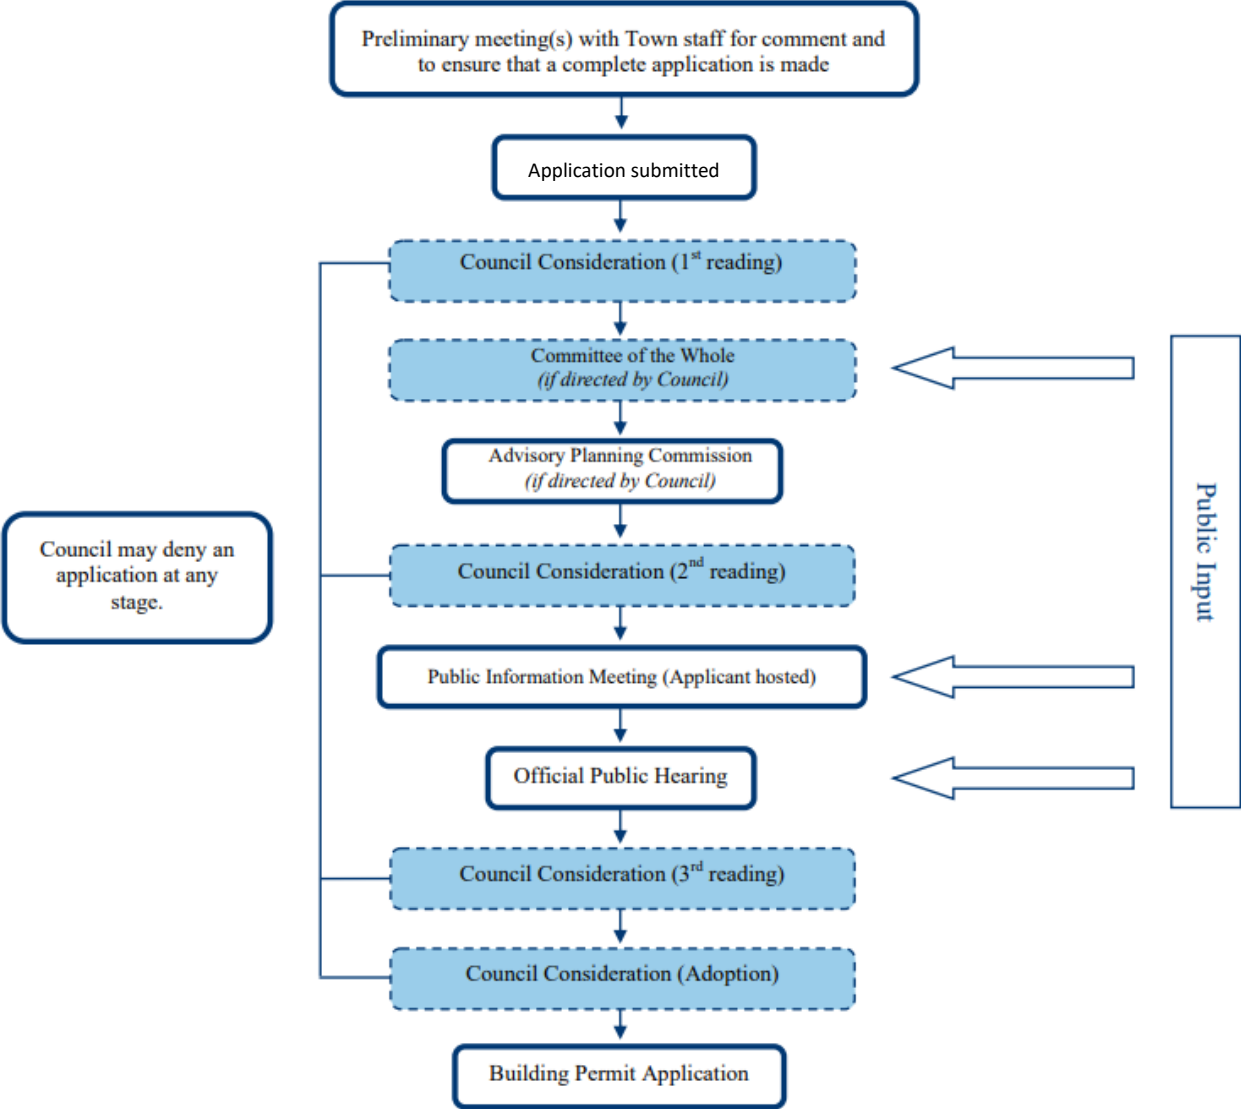 Preliminary meeting(s) with Town staff for comment and
to ensure that a complete application is made
Application submitted
Council Consideration (1st reading)
Committee of the Whole
(if directed by Council)
Advisory Planning Commission
(if directed by Council)
Council may deny an
application at any
stage.
Council Consideration (2nd reading)
Public Input
Public Information Meeting (Applicant hosted)
Official Public Hearing
Council Consideration (3rd reading)
Council Consideration (Adoption)
Building Permit Application